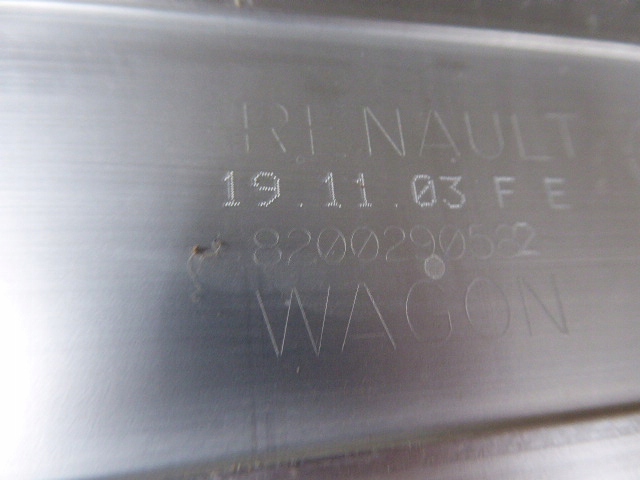 RENAULT
19.11.03 F E
8200290582
WAGON